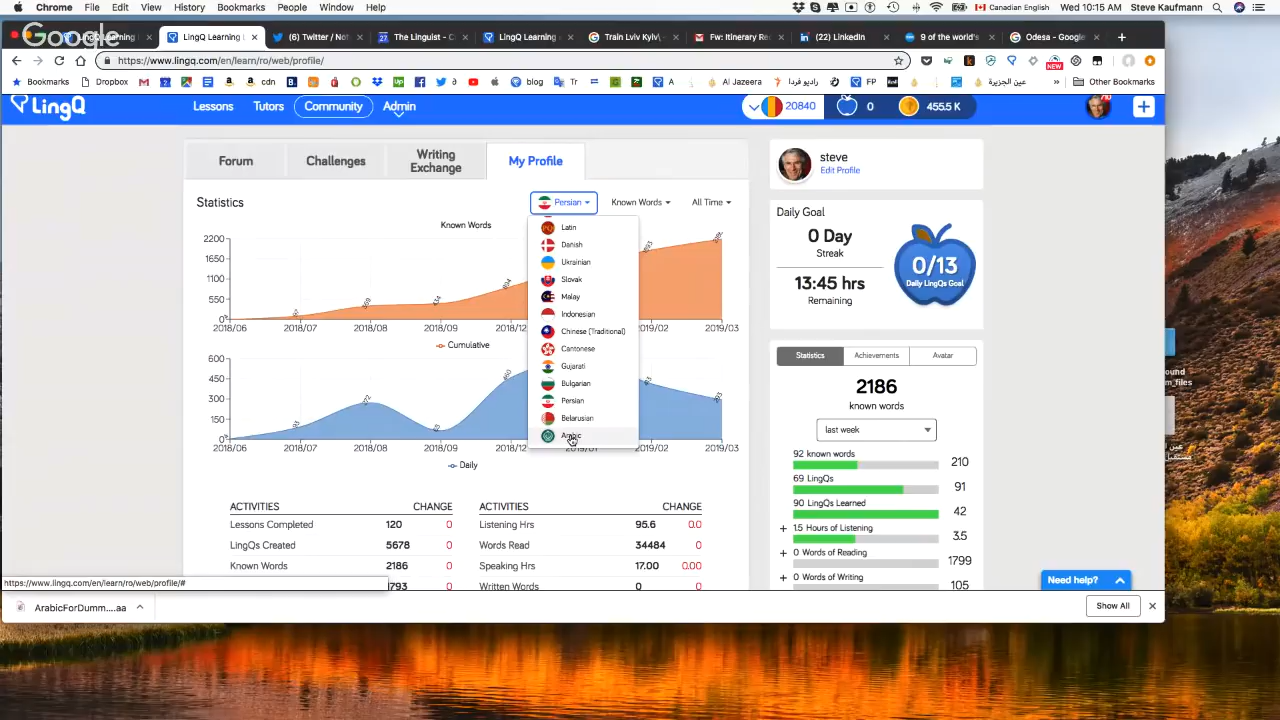 Chrome File Edit View History Bookmarks People Window Help
Canadian English Wed 10:15 AM Steve Kaufmann
Google
LingQ Learning L
(6) Twitter / Not
The Linguist - C
LingQ Learning
Train Lviv Kyiv\
Fw: Itinerary Re
(22) LinkedIn
9 of the world's
Odesa - Google
https://www.lingq.com/en/learn/ro/web/profile/
NEW
Bookmarks Dropbox cdn blog Tr A Al Jazeera راديو فردا FP عين الجزيرة » Other Bookmarks
LingQ
Lessons Tutors Community Admin
20840 0 455.5 K
Forum Challenges Writing Exchange My Profile
Statistics
Persian Known Words All Time
Known Words
2200
1650
1100
550
0
2018/06 2018/07 2018/08 2018/09 2018/12 2019/02 2019/03
Cumulative
600
450
300
150
0
2018/06 2018/07 2018/08 2018/09 2018/12 2019/01 2019/02 2019/03
Daily
Latin
Danish
Ukrainian
Slovak
Malay
Indonesian
Chinese (Traditional)
Cantonese
Gujarati
Bulgarian
Persian
Belarusian
Arabic
ACTIVITIES CHANGE
Lessons Completed 120 0
LingQs Created 5678 0
Known Words 2186 0
ACTIVITIES CHANGE
Listening Hrs 95.6 0.0
Words Read 34484 0
Speaking Hrs 17.00 0.00
Written Words 0 0
steve
Edit Profile
Daily Goal
0 Day
Streak
13:45 hrs
Remaining
0/13
Daily LingQs Goal
Statistics Achievements Avatar
2186
known words
last week
92 known words 210
69 LingQs 91
90 LingQs Learned 42
+ 1.5 Hours of Listening 3.5
+ 0 Words of Reading 1799
+ 0 Words of Writing 105
Need help?
https://www.lingq.com/en/learn/ro/web/profile/#
ArabicForDumm....aa
Show All